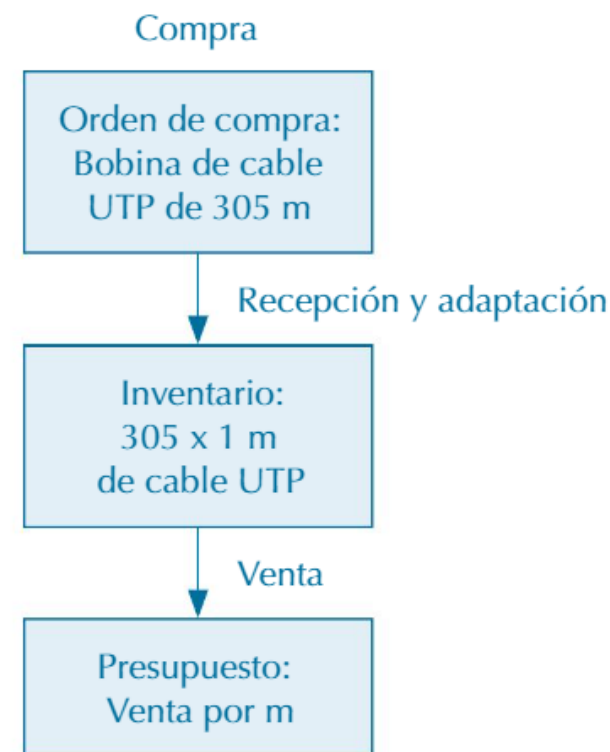 Compra
Orden de compra:
Bobina de cable
UTP de 305 m
Recepción y adaptación
Inventario:
305 x 1 m
de cable UTP
Venta
Presupuesto:
Venta por m